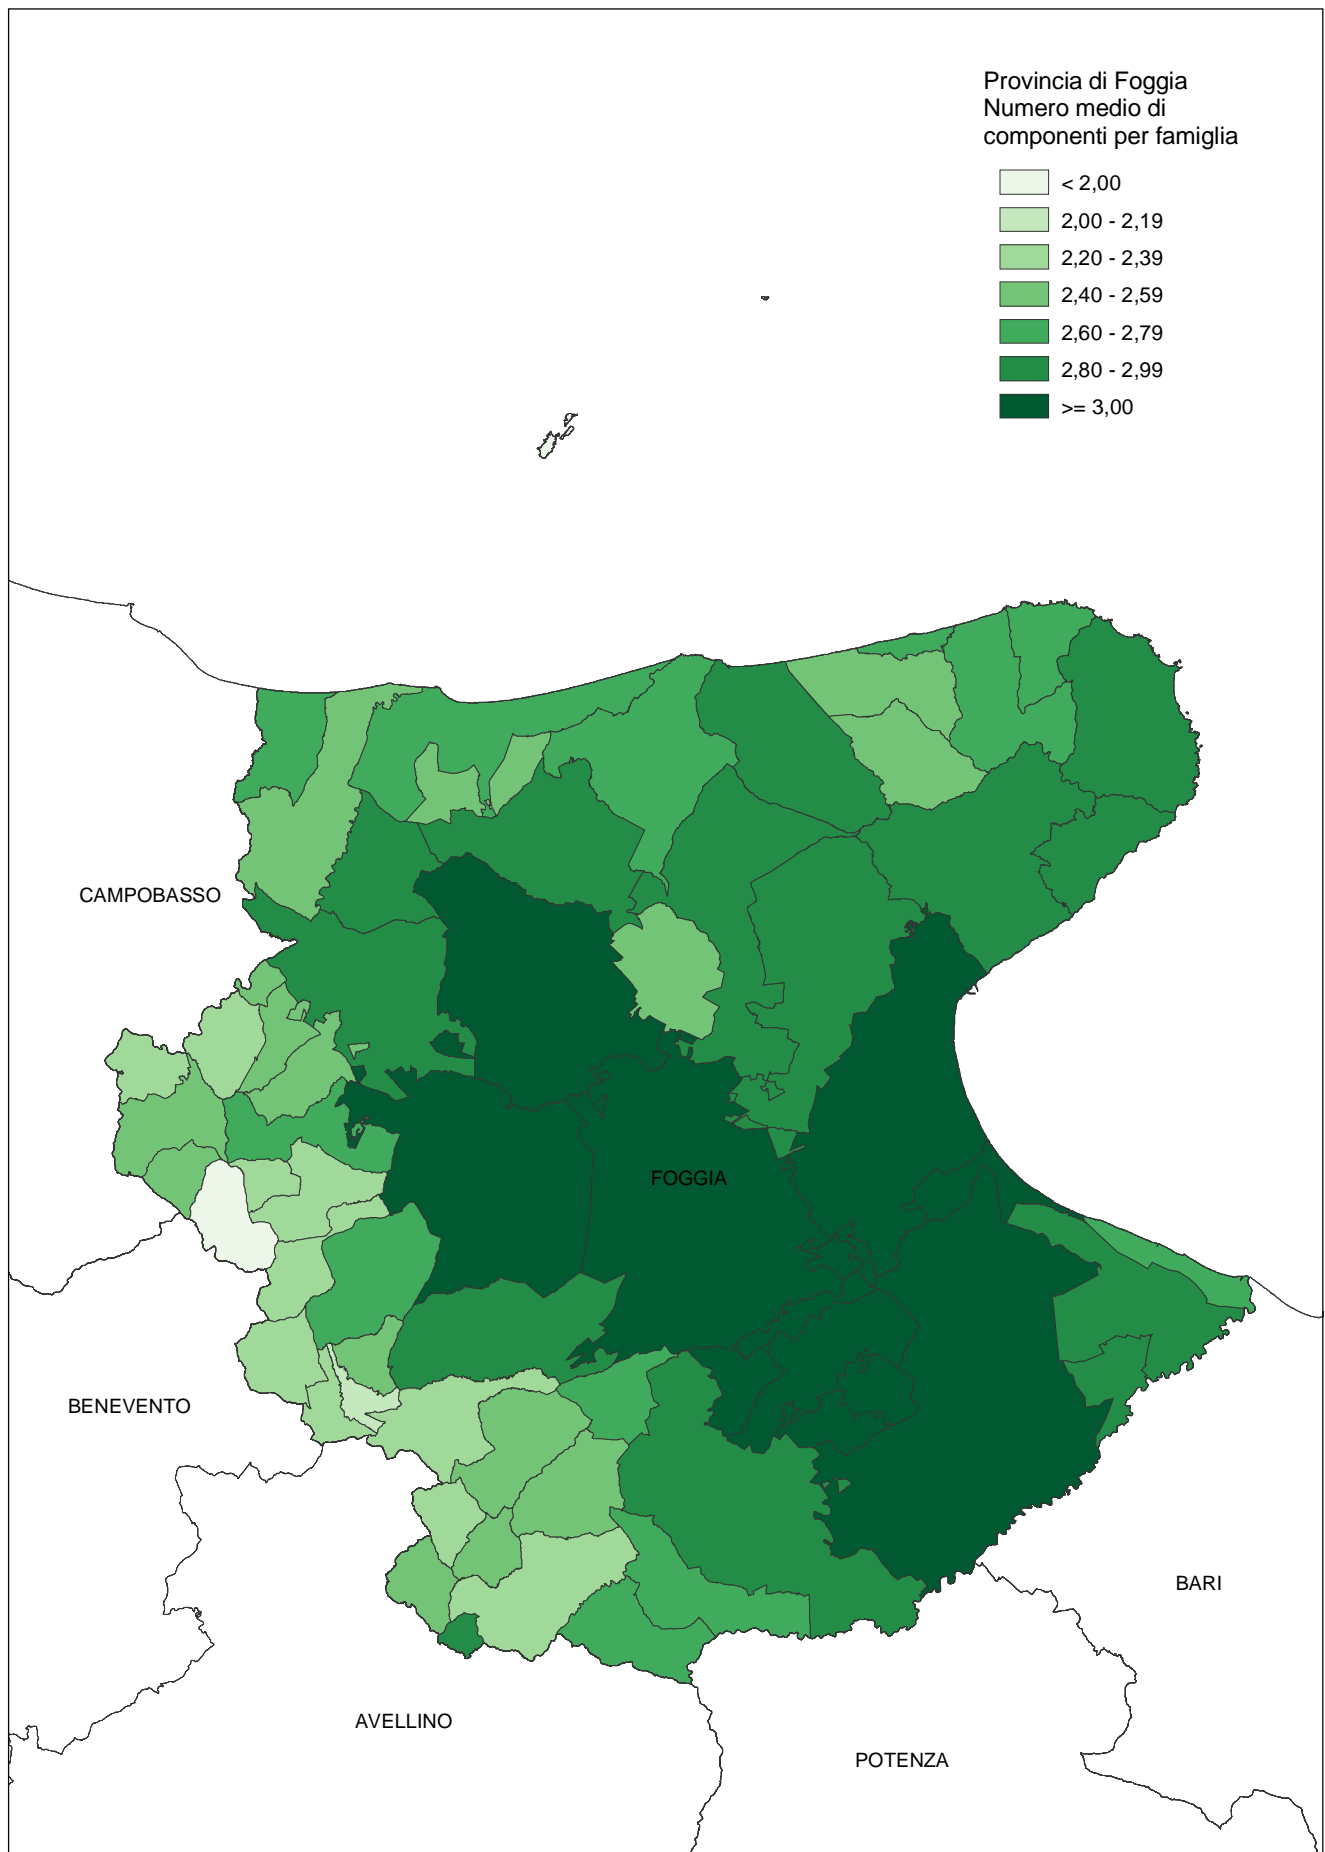 Provincia di Foggia
Numero medio di
componenti per famiglia
< 2,00
2,00 - 2,19
2,20 - 2,39
2,40 - 2,59
2,60 - 2,79
2,80 - 2,99
>= 3,00
CAMPOBASSO
FOGGIA
BENEVENTO
BARI
AVELLINO
POTENZA